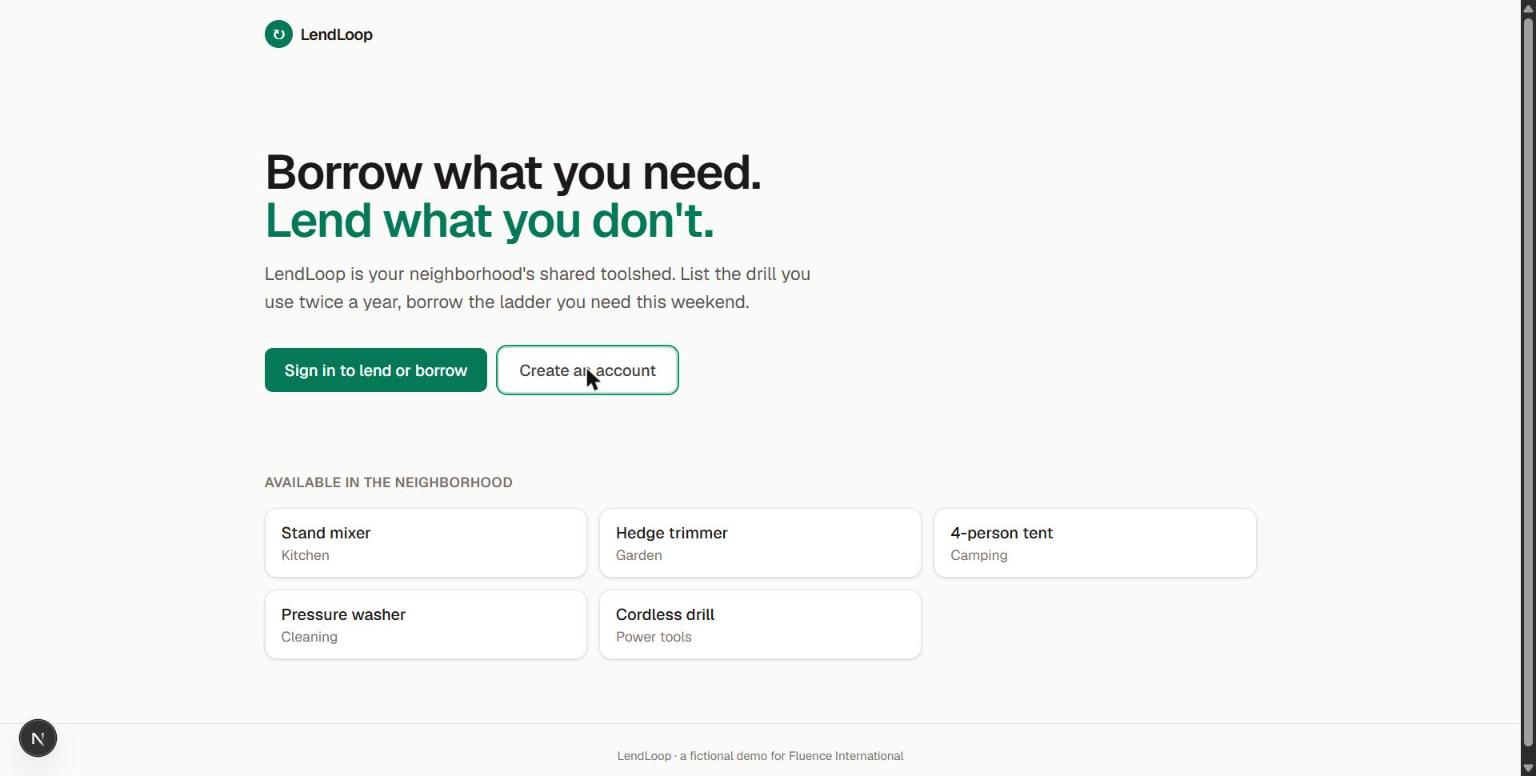 LendLoop
Borrow what you need.
Lend what you don't.
LendLoop is your neighborhood's shared toolshed. List the drill you
use twice a year, borrow the ladder you need this weekend.
Sign in to lend or borrow
Create an account
AVAILABLE IN THE NEIGHBORHOOD
Stand mixer
Kitchen
Hedge trimmer
Garden
4-person tent
Camping
Pressure washer
Cleaning
Cordless drill
Power tools
N
LendLoop · a fictional demo for Fluence International